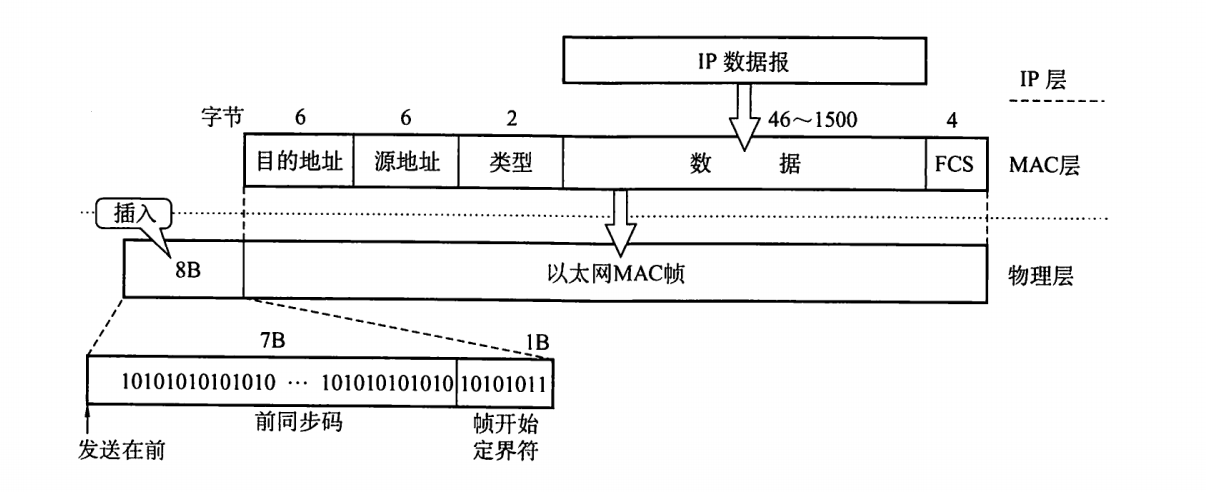 IP 数据报
IP 层
字节 6 6 2 46～1500 4
目的地址 源地址 类型 数 据 FCS MAC层
插入
8B 以太网MAC帧 物理层
7B 1B
10101010101010 … 101010101010 10101011
前同步码 帧开始
定界符
发送在前